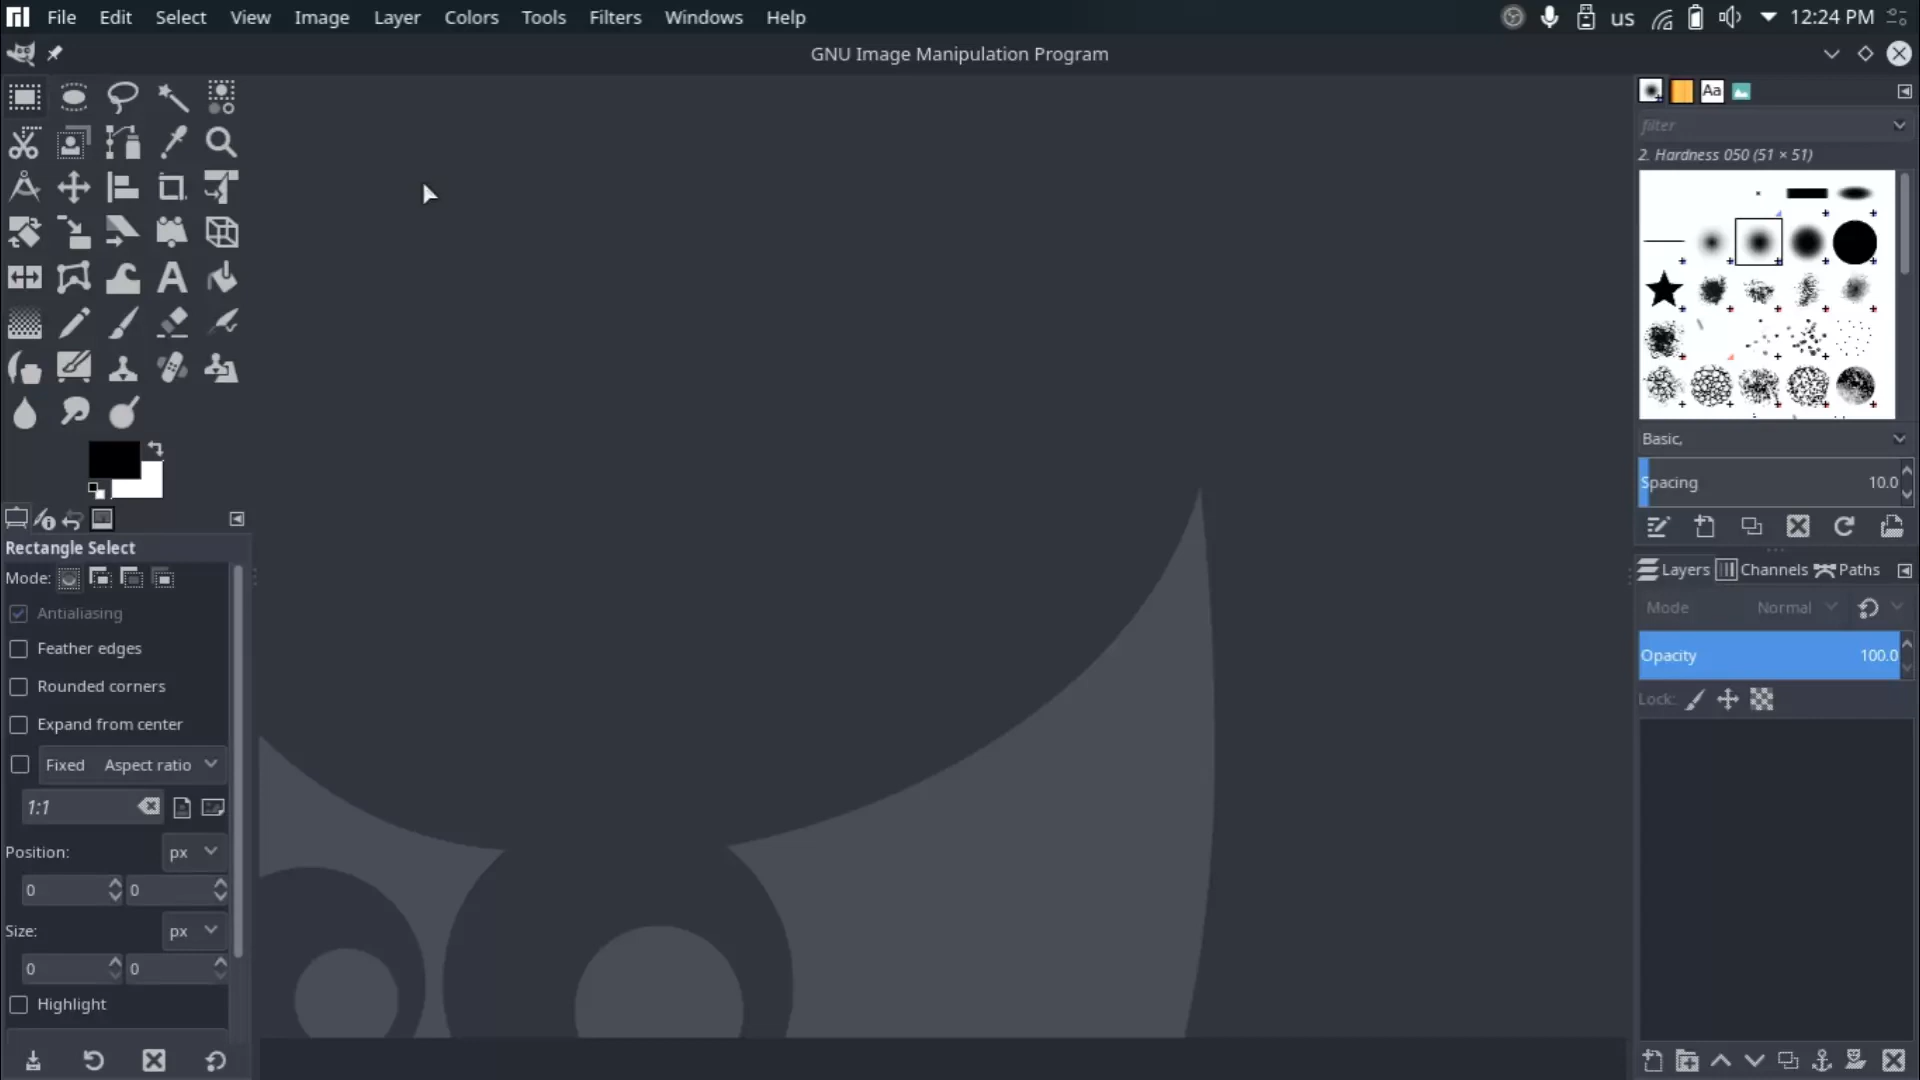 File Edit Select View Image Layer Colors Tools Filters Windows Help us 12:24 PM
GNU Image Manipulation Program
Aa
filter
2. Hardness 050 (51 × 51)
Basic,
Spacing 10.0
Layers Channels Paths
Mode Normal
Opacity 100.0
Lock:
Rectangle Select
Mode:
Antialiasing
Feather edges
Rounded corners
Expand from center
Fixed Aspect ratio
1:1
Position: px
0 0
Size: px
0 0
Highlight